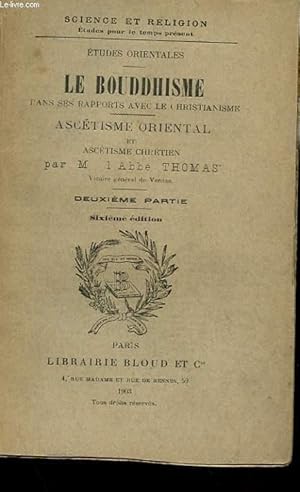 Le-livre.com
SCIENCE ET RELIGION
Études pour le temps présent
ÉTUDES ORIENTALES
LE BOUDDHISME
DANS SES RAPPORTS AVEC LE CHRISTIANISME
ASCÉTISME ORIENTAL
ET
ASCÉTISME CHRÉTIEN
par M l Abbe THOMAS
Vicaire général de Verdun
DEUXIÈME PARTIE
Sixième édition
B
PARIS
LIBRAIRIE BLOUD ET Cie
4, RUE MADAME ET RUE DE RENNES, 59
1903
Tous droits réservés.